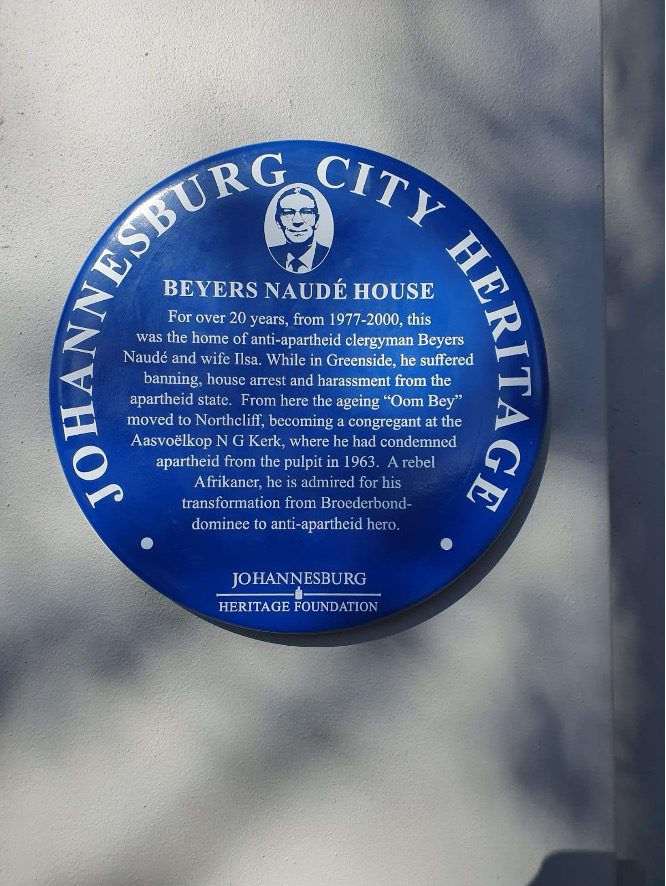 JOHANNESBURG CITY HERITAGE
BEYERS NAUDÉ HOUSE
For over 20 years, from 1977-2000, this
was the home of anti-apartheid clergyman Beyers
Naudé and wife Ilsa. While in Greenside, he suffered
banning, house arrest and harassment from the
apartheid state. From here the ageing “Oom Bey”
moved to Northcliff, becoming a congregant at the
Aasvoëlkop N G Kerk, where he had condemned
apartheid from the pulpit in 1963. A rebel
Afrikaner, he is admired for his
transformation from Broederbond-
dominee to anti-apartheid hero.
JOHANNESBURG
HERITAGE FOUNDATION